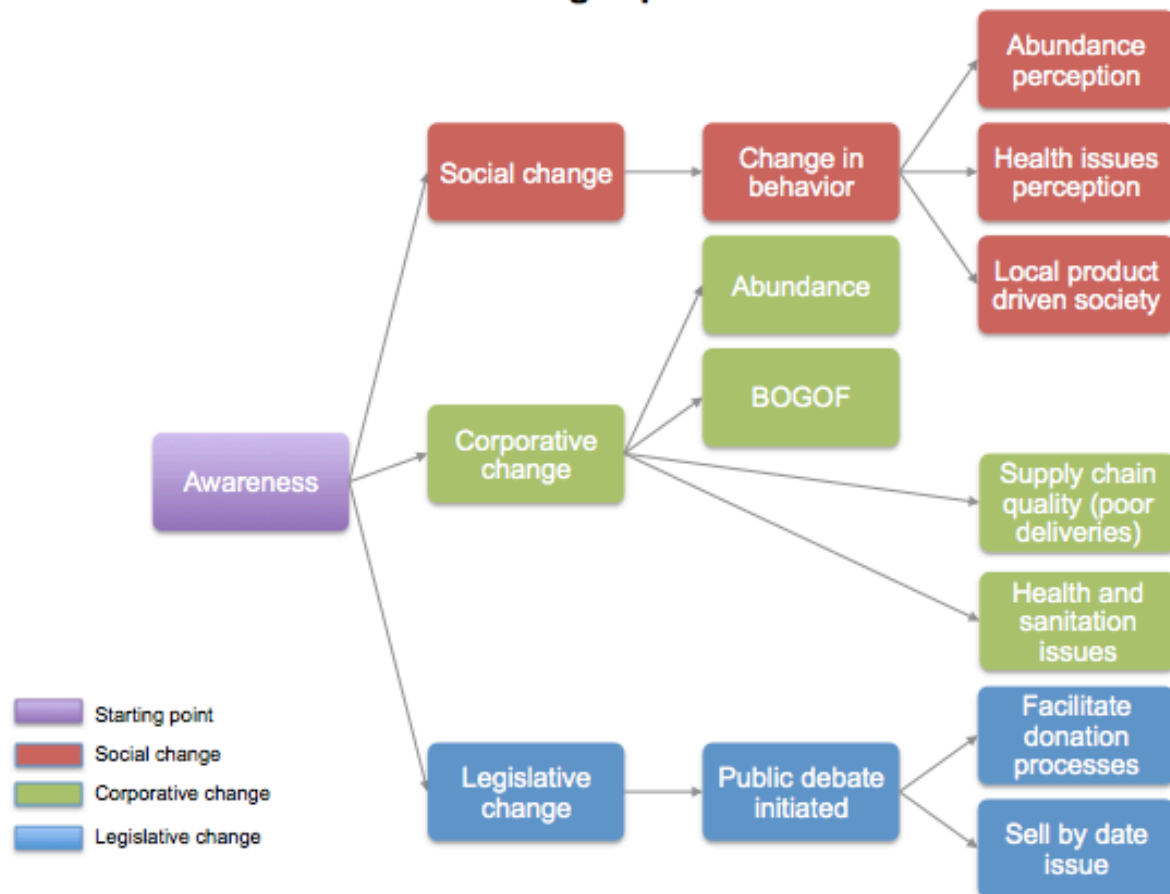 Abundance
perception
Social change
Change in
behavior
Health issues
perception
Local product
driven society
Abundance
BOGOF
Awareness
Corporative
change
Supply chain
quality (poor
deliveries)
Health and
sanitation
issues
Legislative
change
Public debate
initiated
Facilitate
donation
processes
Sell by date
issue
Starting point
Social change
Corporative change
Legislative change